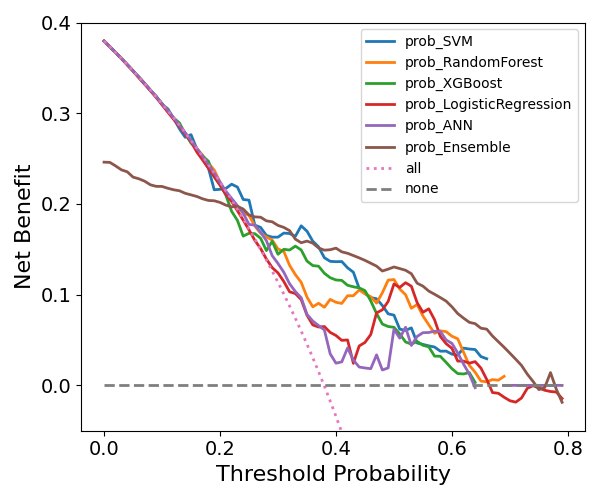 0.4
0.3
0.2
0.1
0.0
Net Benefit
prob_SVM
prob_RandomForest
prob_XGBoost
prob_LogisticRegression
prob_ANN
prob_Ensemble
all
none
0.0 0.2 0.4 0.6 0.8
Threshold Probability